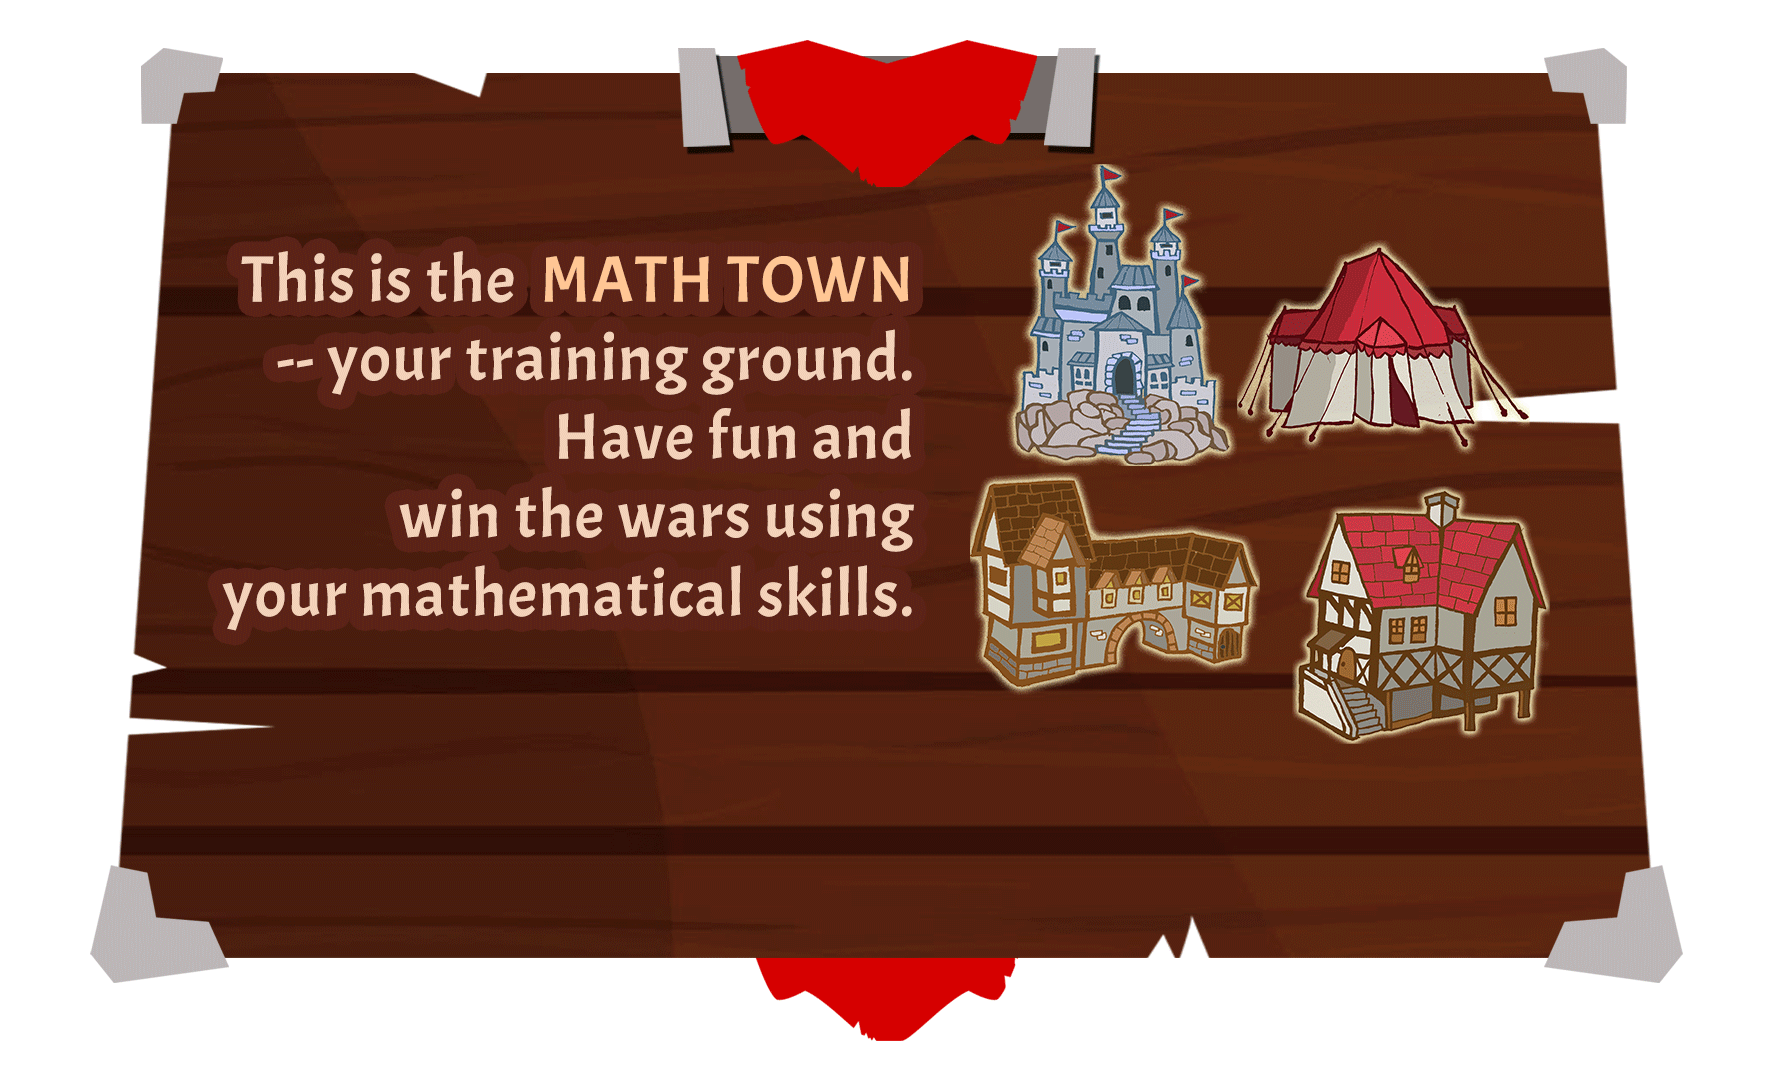 This is the MATH TOWN
-- your training ground.
Have fun and
win the wars using
your mathematical skills.